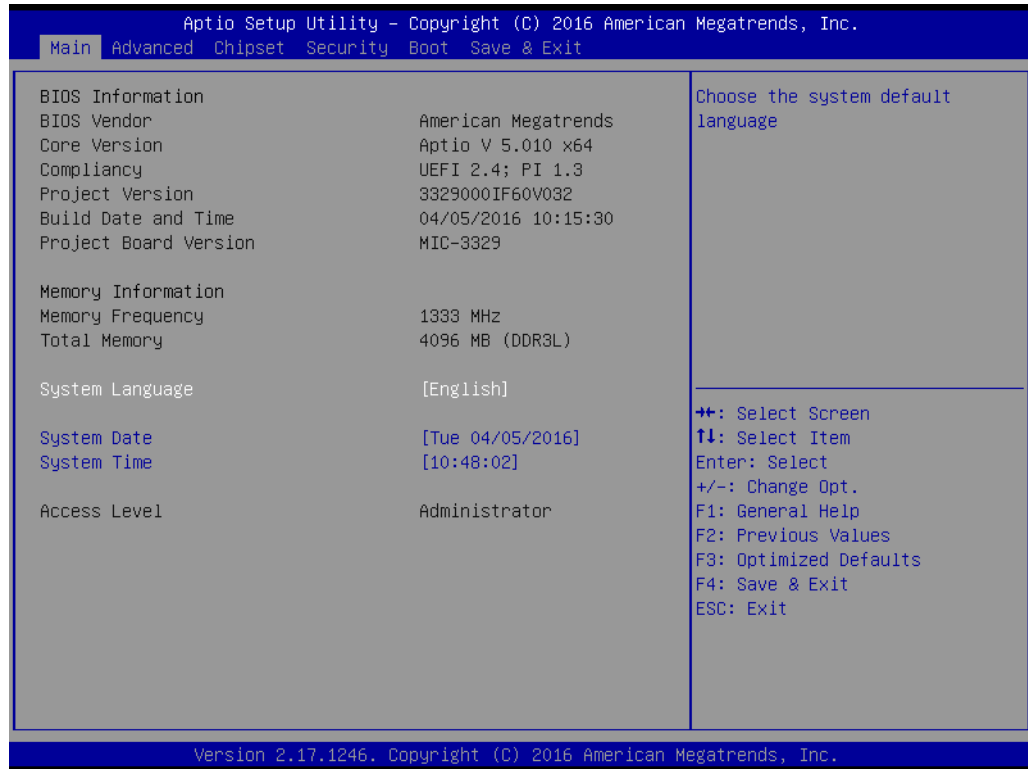 Aptio Setup Utility – Copyright (C) 2016 American Megatrends, Inc.
Main Advanced Chipset Security Boot Save & Exit
BIOS Information
BIOS Vendor American Megatrends
Core Version Aptio V 5.010 x64
Compliancy UEFI 2.4; PI 1.3
Project Version 3329000IF60V032
Build Date and Time 04/05/2016 10:15:30
Project Board Version MIC-3329
Memory Information
Memory Frequency 1333 MHz
Total Memory 4096 MB (DDR3L)
System Language [English]
System Date [Tue 04/05/2016]
System Time [10:48:02]
Access Level Administrator
Choose the system default
language
→←: Select Screen
↑↓: Select Item
Enter: Select
+/-: Change Opt.
F1: General Help
F2: Previous Values
F3: Optimized Defaults
F4: Save & Exit
ESC: Exit
Version 2.17.1246. Copyright (C) 2016 American Megatrends, Inc.